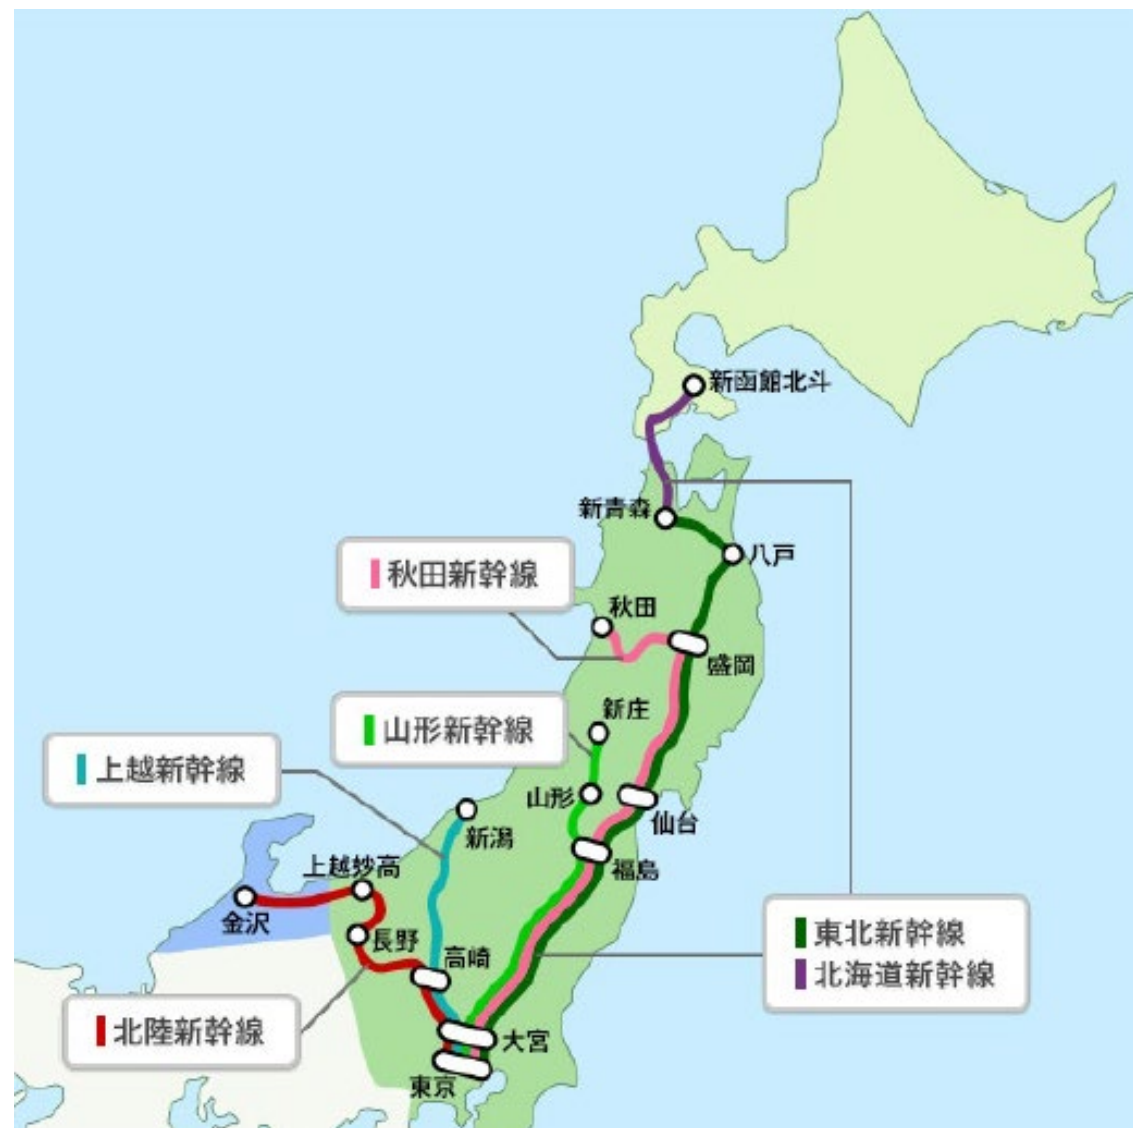 新函館北斗
新青森
八戸
秋田新幹線
秋田
盛岡
新庄
山形新幹線
上越新幹線
山形
仙台
新潟
福島
上越妙高
金沢
長野
高崎
東北新幹線
北海道新幹線
北陸新幹線
大宮
東京